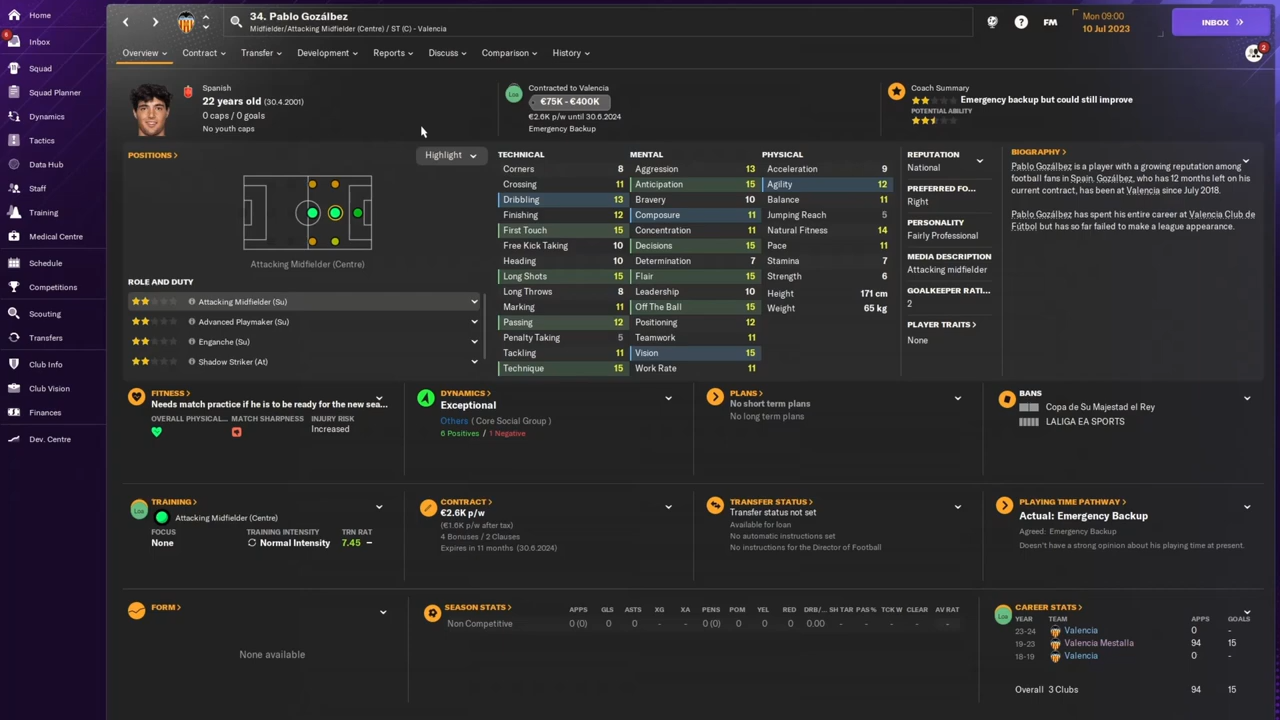 Home
6
Inbox
Squad
Squad Planner
Dynamics
Tactics
Data Hub
Staff
Training
Medical Centre
Schedule
Competitions
Scouting
Transfers
Club Info
Club Vision
Finances
Dev. Centre
34. Pablo Gozálbez
Midfielder/Attacking Midfielder (Centre) / ST (C) - Valencia
?
FM
Mon 09:00
10 Jul 2023
INBOX
2
Overview
Contract
Transfer
Development
Reports
Discuss
Comparison
History
Spanish
22 years old (30.4.2001)
0 caps / 0 goals
No youth caps
Loa
Contracted to Valencia
€75K - €400K
€2.6K p/w until 30.6.2024
Emergency Backup
Coach Summary
Emergency backup but could still improve
POTENTIAL ABILITY
POSITIONS >
Highlight
Attacking Midfielder (Centre)
ROLE AND DUTY
Attacking Midfielder (Su)
Advanced Playmaker (Su)
Enganche (Su)
Shadow Striker (At)
TECHNICAL
Corners 8
Crossing 11
Dribbling 13
Finishing 12
First Touch 15
Free Kick Taking 10
Heading 10
Long Shots 15
Long Throws 8
Marking 11
Passing 12
Penalty Taking 5
Tackling 11
Technique 15
MENTAL
Aggression 13
Anticipation 15
Bravery 10
Composure 11
Concentration 11
Decisions 15
Determination 7
Flair 15
Leadership 10
Off The Ball 15
Positioning 12
Teamwork 11
Vision 15
Work Rate 11
PHYSICAL
Acceleration 9
Agility 12
Balance 11
Jumping Reach 5
Natural Fitness 14
Pace 11
Stamina 7
Strength 6
Height 171 cm
Weight 65 kg
REPUTATION
National
PREFERRED FO...
Right
PERSONALITY
Fairly Professional
MEDIA DESCRIPTION
Attacking midfielder
GOALKEEPER RATI...
2
PLAYER TRAITS >
None
BIOGRAPHY >
Pablo Gozálbez is a player with a growing reputation among
football fans in Spain. Gozálbez, who has 12 months left on his
current contract, has been at Valencia since July 2018.
Pablo Gozálbez has spent his entire career at Valencia Club de
Fútbol but has so far failed to make a league appearance.
FITNESS >
Needs match practice if he is to be ready for the new sea...
OVERALL PHYSICAL... MATCH SHARPNESS INJURY RISK
Increased
DYNAMICS >
Exceptional
Others ( Core Social Group )
6 Positives / 1 Negative
PLANS >
No short term plans
No long term plans
BANS
Copa de Su Majestad el Rey
LALIGA EA SPORTS
Loa
TRAINING >
Attacking Midfielder (Centre)
FOCUS TRAINING INTENSITY TRN RAT
None Normal Intensity 7.45 –
CONTRACT >
€2.6K p/w
(€1.6K p/w after tax)
4 Bonuses / 2 Clauses
Expires in 11 months (30.6.2024)
TRANSFER STATUS >
Transfer status not set
Available for loan
No automatic instructions set
No instructions for the Director of Football
PLAYING TIME PATHWAY >
Actual: Emergency Backup
Agreed: Emergency Backup
Doesn't have a strong opinion about his playing time at present.
FORM >
None available
SEASON STATS > APPS GLS ASTS XG XA PENS POM YEL RED DRB/... SH TAR PAS % TCK W CLEAR AV RAT
Non Competitive 0 (0) 0 0 - - 0 (0) 0 0 0 0.00 - - - - -
Loa
CAREER STATS >
YEAR TEAM APPS GOALS
23-24 Valencia 0 -
19-23 Valencia Mestalla 94 15
18-19 Valencia 0 -
Overall 3 Clubs 94 15